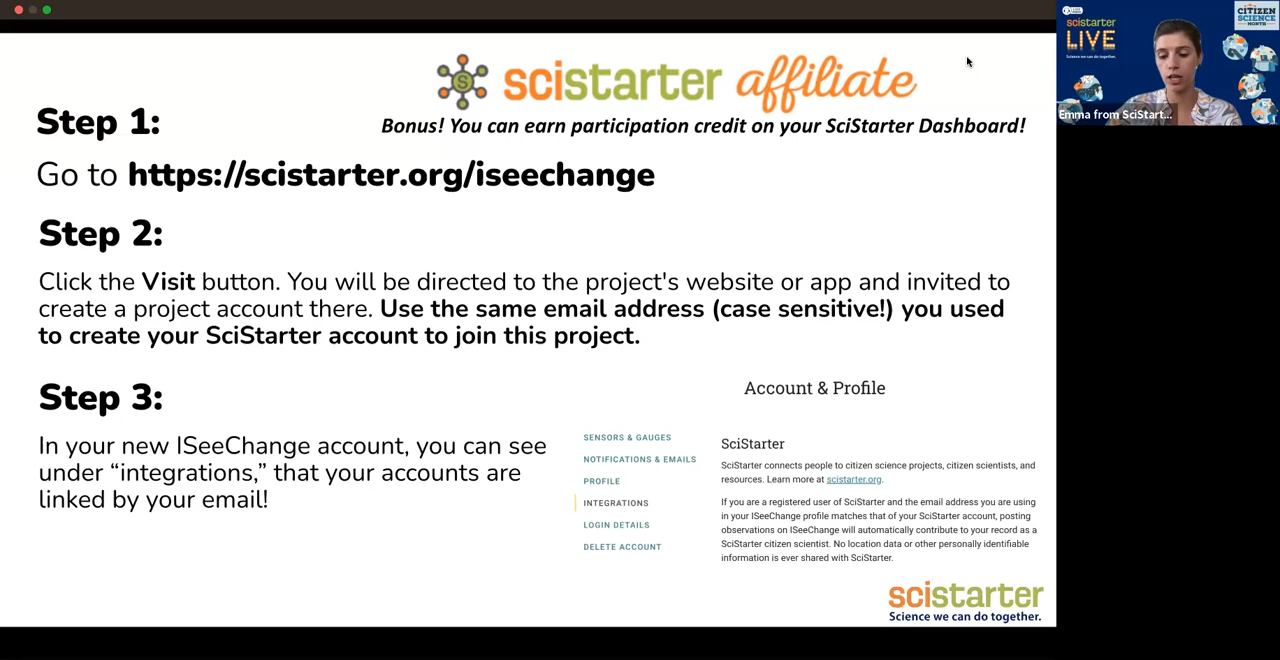 scistarter affiliate
Step 1:
Bonus! You can earn participation credit on your SciStarter Dashboard!
Go to https://scistarter.org/iseechange
Step 2:
Click the Visit button. You will be directed to the project's website or app and invited to
create a project account there. Use the same email address (case sensitive!) you used
to create your SciStarter account to join this project.
Step 3:
In your new ISeeChange account, you can see
under “integrations,” that your accounts are
linked by your email!
Account & Profile
SENSORS & GAUGES
NOTIFICATIONS & EMAILS
PROFILE
INTEGRATIONS
LOGIN DETAILS
DELETE ACCOUNT
SciStarter
SciStarter connects people to citizen science projects, citizen scientists, and
resources. Learn more at scistarter.org.
If you are a registered user of SciStarter and the email address you are using
in your ISeeChange profile matches that of your SciStarter account, posting
observations on ISeeChange will automatically contribute to your record as a
SciStarter citizen scientist. No location data or other personally identifiable
information is ever shared with SciStarter.
scistarter
Science we can do together.
scistarter
LIVE
Science we can do together.
CITIZEN
SCIENCE
MONTH
Emma from SciStart...